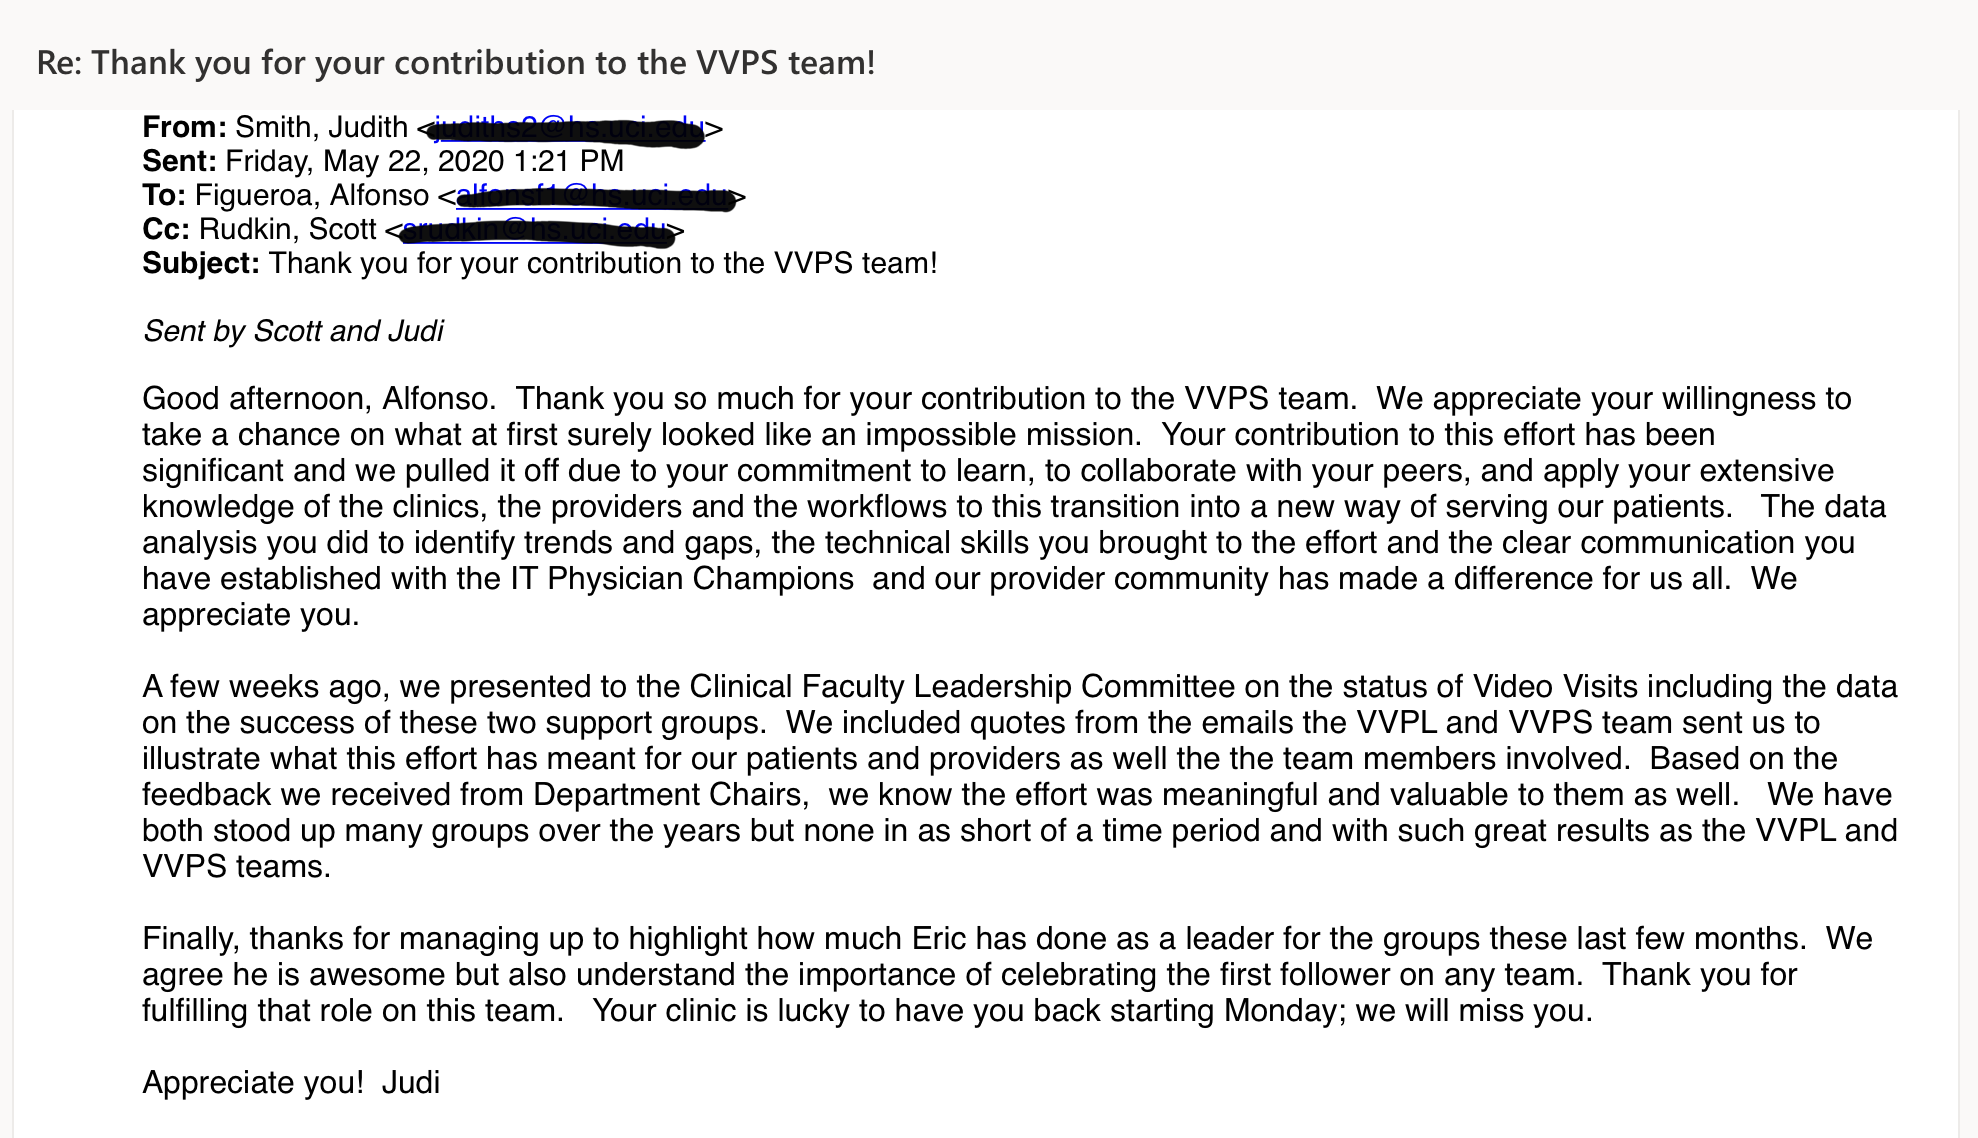 Re: Thank you for your contribution to the VVPS team!
From: Smith, Judith < >
Sent: Friday, May 22, 2020 1:21 PM
To: Figueroa, Alfonso < >
Cc: Rudkin, Scott < >
Subject: Thank you for your contribution to the VVPS team!
Sent by Scott and Judi
Good afternoon, Alfonso.  Thank you so much for your contribution to the VVPS team.  We appreciate your willingness to
take a chance on what at first surely looked like an impossible mission.  Your contribution to this effort has been
significant and we pulled it off due to your commitment to learn, to collaborate with your peers, and apply your extensive
knowledge of the clinics, the providers and the workflows to this transition into a new way of serving our patients.   The data
analysis you did to identify trends and gaps, the technical skills you brought to the effort and the clear communication you
have established with the IT Physician Champions  and our provider community has made a difference for us all.  We
appreciate you.
A few weeks ago, we presented to the Clinical Faculty Leadership Committee on the status of Video Visits including the data
on the success of these two support groups.  We included quotes from the emails the VVPL and VVPS team sent us to
illustrate what this effort has meant for our patients and providers as well the the team members involved.  Based on the
feedback we received from Department Chairs,  we know the effort was meaningful and valuable to them as well.   We have
both stood up many groups over the years but none in as short of a time period and with such great results as the VVPL and
VVPS teams.
Finally, thanks for managing up to highlight how much Eric has done as a leader for the groups these last few months.  We
agree he is awesome but also understand the importance of celebrating the first follower on any team.  Thank you for
fulfilling that role on this team.   Your clinic is lucky to have you back starting Monday; we will miss you.
Appreciate you!  Judi